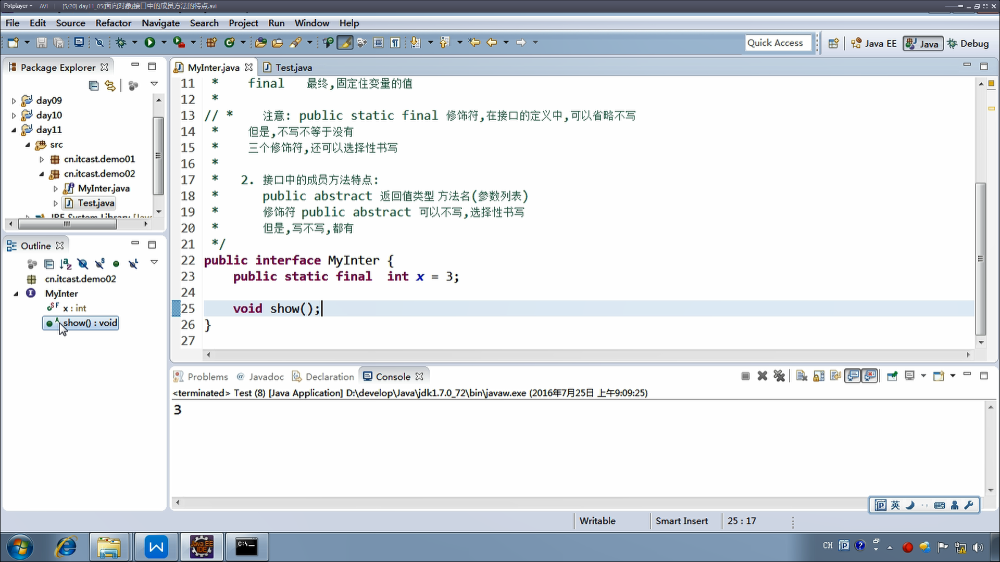 Potplayer AVI [5/20] day11_05(面向对象)接口中的成员方法的特点.avi
File Edit Source Refactor Navigate Search Project Run Window Help
Quick Access Java EE Java Debug
Package Explorer
day09
day10
day11
src
cn.itcast.demo01
cn.itcast.demo02
MyInter.java
Test.java
JRE System Library [Java
Outline
cn.itcast.demo02
MyInter
x : int
show() : void
MyInter.java Test.java
11 * final 最终,固定住变量的值
12 *
13 // * 注意: public static final 修饰符,在接口的定义中,可以省略不写
14 * 但是,不写不等于没有
15 * 三个修饰符,还可以选择性书写
16 *
17 * 2. 接口中的成员方法特点:
18 * public abstract 返回值类型 方法名(参数列表)
19 * 修饰符 public abstract 可以不写,选择性书写
20 * 但是,写不写,都有
21 */
22 public interface MyInter {
23 public static final int x = 3;
24
25 void show();
26 }
27
Problems @ Javadoc Declaration Console
<terminated> Test (8) [Java Application] D:\develop\Java\jdk1.7.0_72\bin\javaw.exe (2016年7月25日 上午9:09:25)
3
英
Writable Smart Insert 25 : 17
Java EE IDE
C:\_
CH